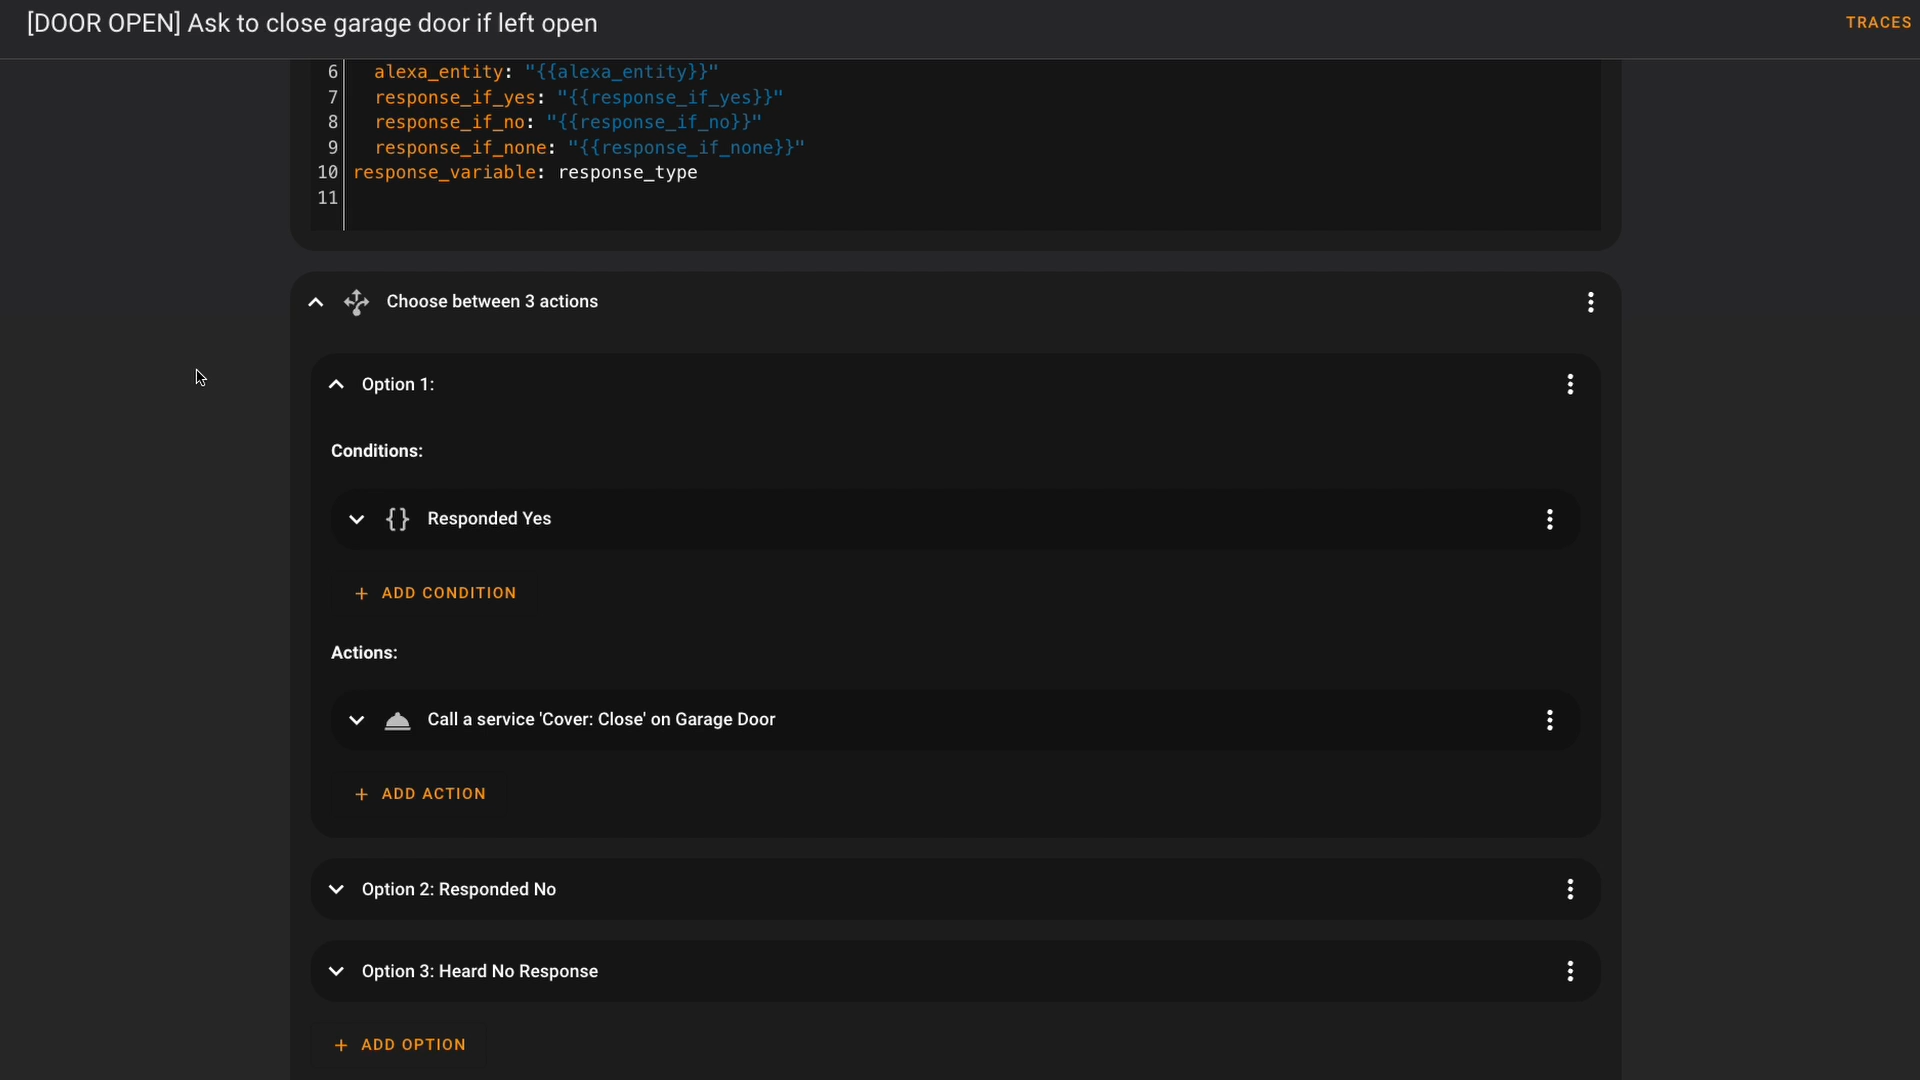 [DOOR OPEN] Ask to close garage door if left open
TRACES
6 alexa_entity: "{{alexa_entity}}"
7 response_if_yes: "{{response_if_yes}}"
8 response_if_no: "{{response_if_no}}"
9 response_if_none: "{{response_if_none}}"
10 response_variable: response_type
11
Choose between 3 actions
Option 1:
Conditions:
{} Responded Yes
+ ADD CONDITION
Actions:
Call a service 'Cover: Close' on Garage Door
+ ADD ACTION
Option 2: Responded No
Option 3: Heard No Response
+ ADD OPTION